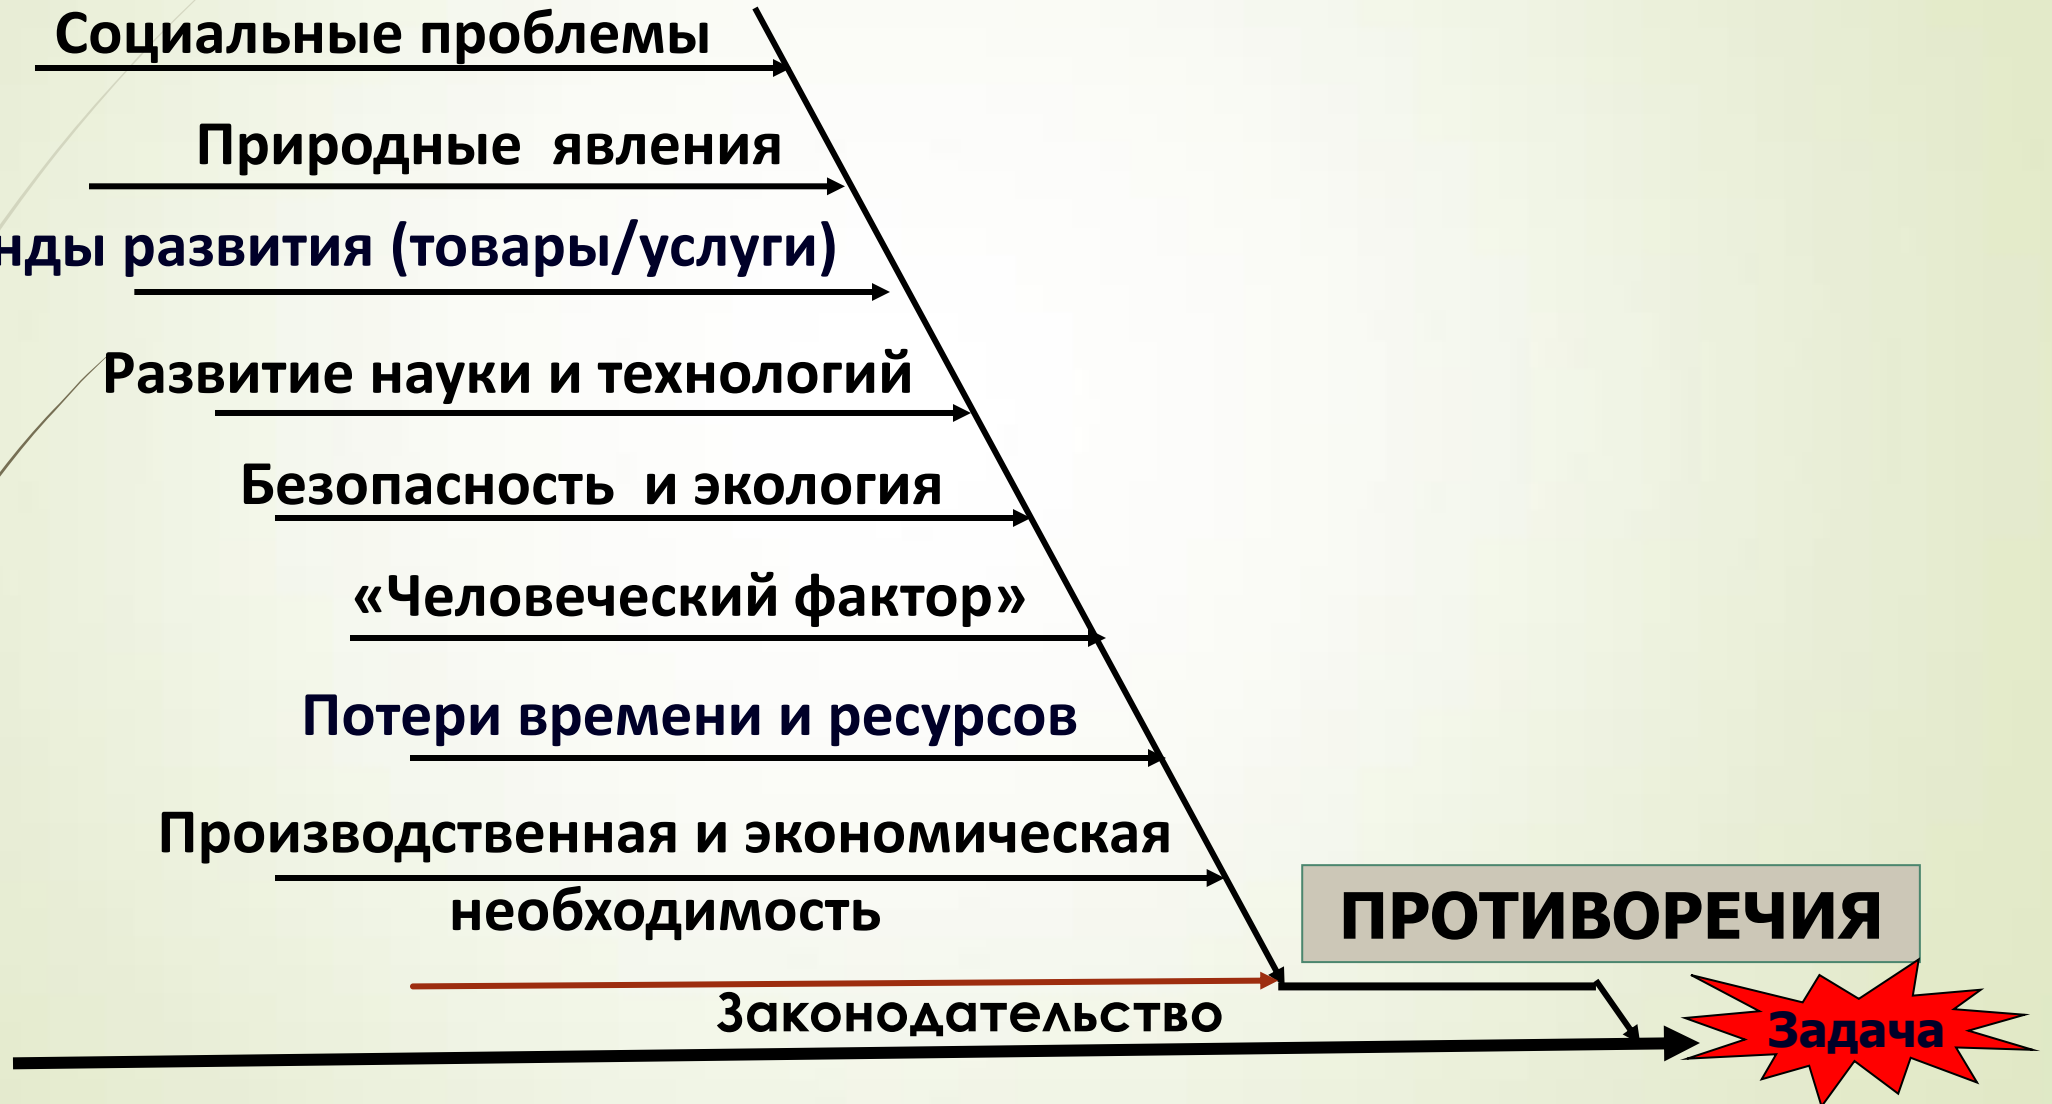 Социальные проблемы
Природные явления
развития (товары/услуги)
Развитие науки и технологий
Безопасность и экология
«Человеческий фактор»
Потери времени и ресурсов
Производственная и экономическая
необходимость
ПРОТИВОРЕЧИЯ
Законодательство
Задача